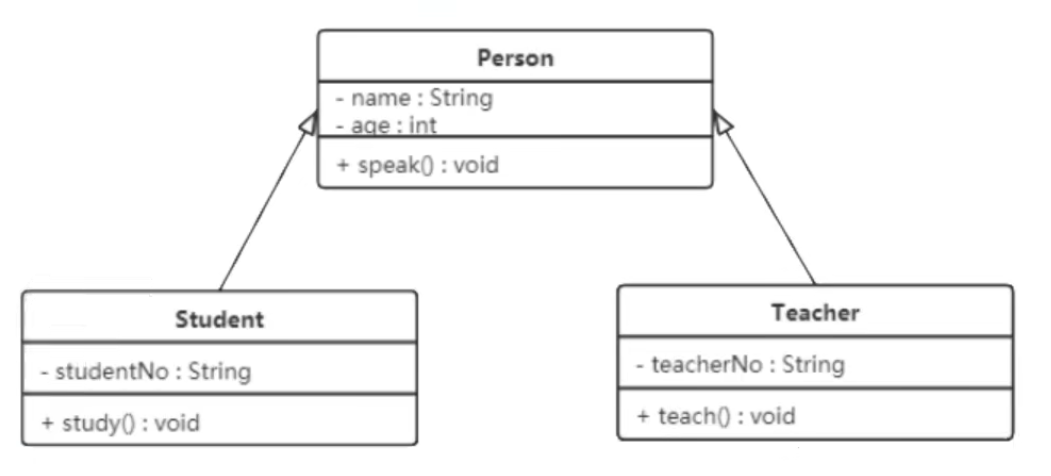 Person
- name : String
- age : int
+ speak() : void
Student
- studentNo : String
+ study() : void
Teacher
- teacherNo : String
+ teach() : void